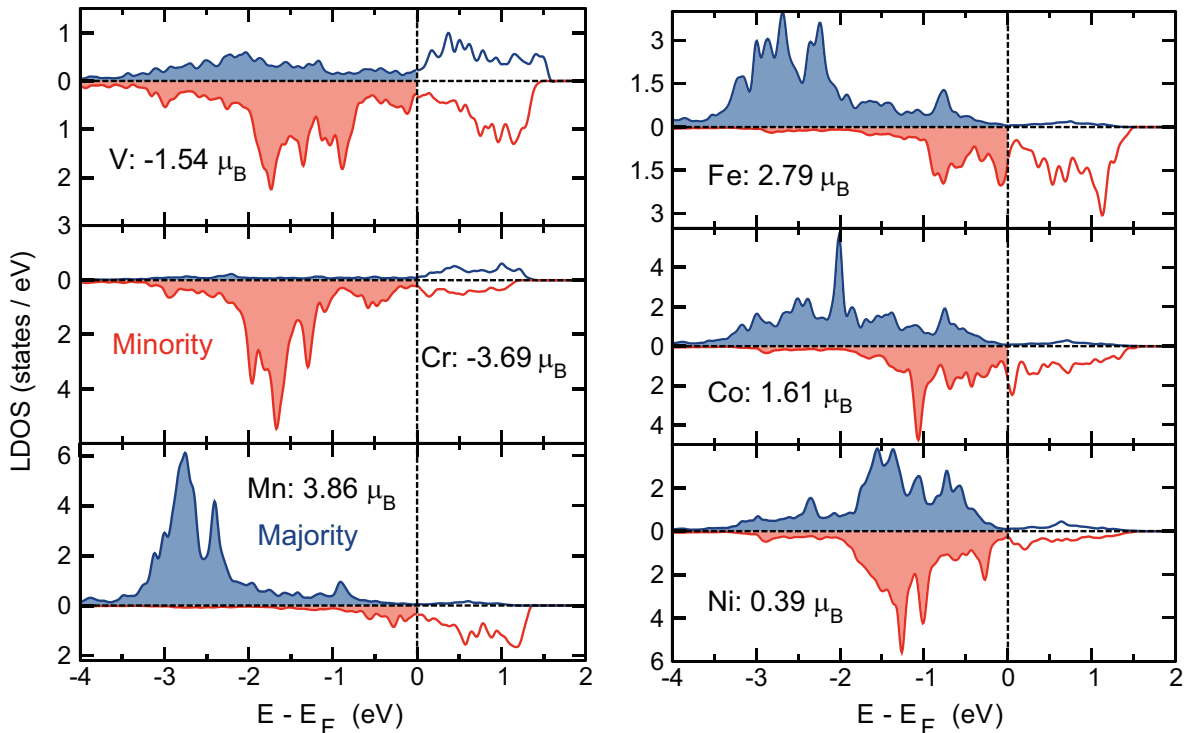 LDOS (states / eV)
1
0
1
2
3
V: -1.54 μB
0
2
4
Minority
Cr: -3.69 μB
6
4
2
0
2
Mn: 3.86 μB
Majority
-4 -3 -2 -1 0 1 2
E - EF (eV)
3
1.5
0
1.5
3
Fe: 2.79 μB
4
2
0
2
4
Co: 1.61 μB
2
0
2
4
6
Ni: 0.39 μB
-4 -3 -2 -1 0 1 2
E - EF (eV)